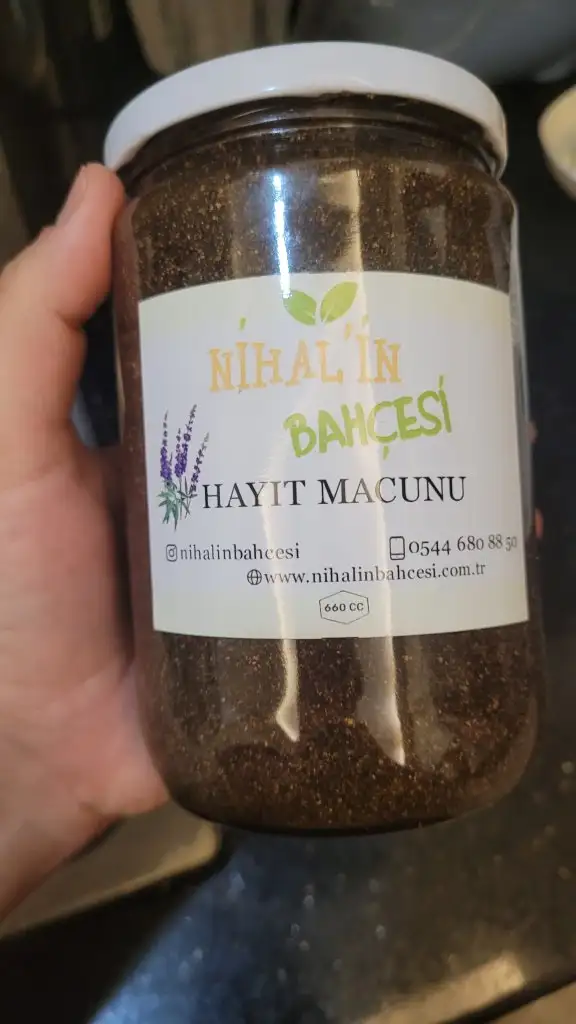 NİHAL'İN
BAHÇESİ
HAYIT MACUNU
nihalinbahcesi
0544 680 88 50
www.nihalinbahcesi.com.tr
660 CC